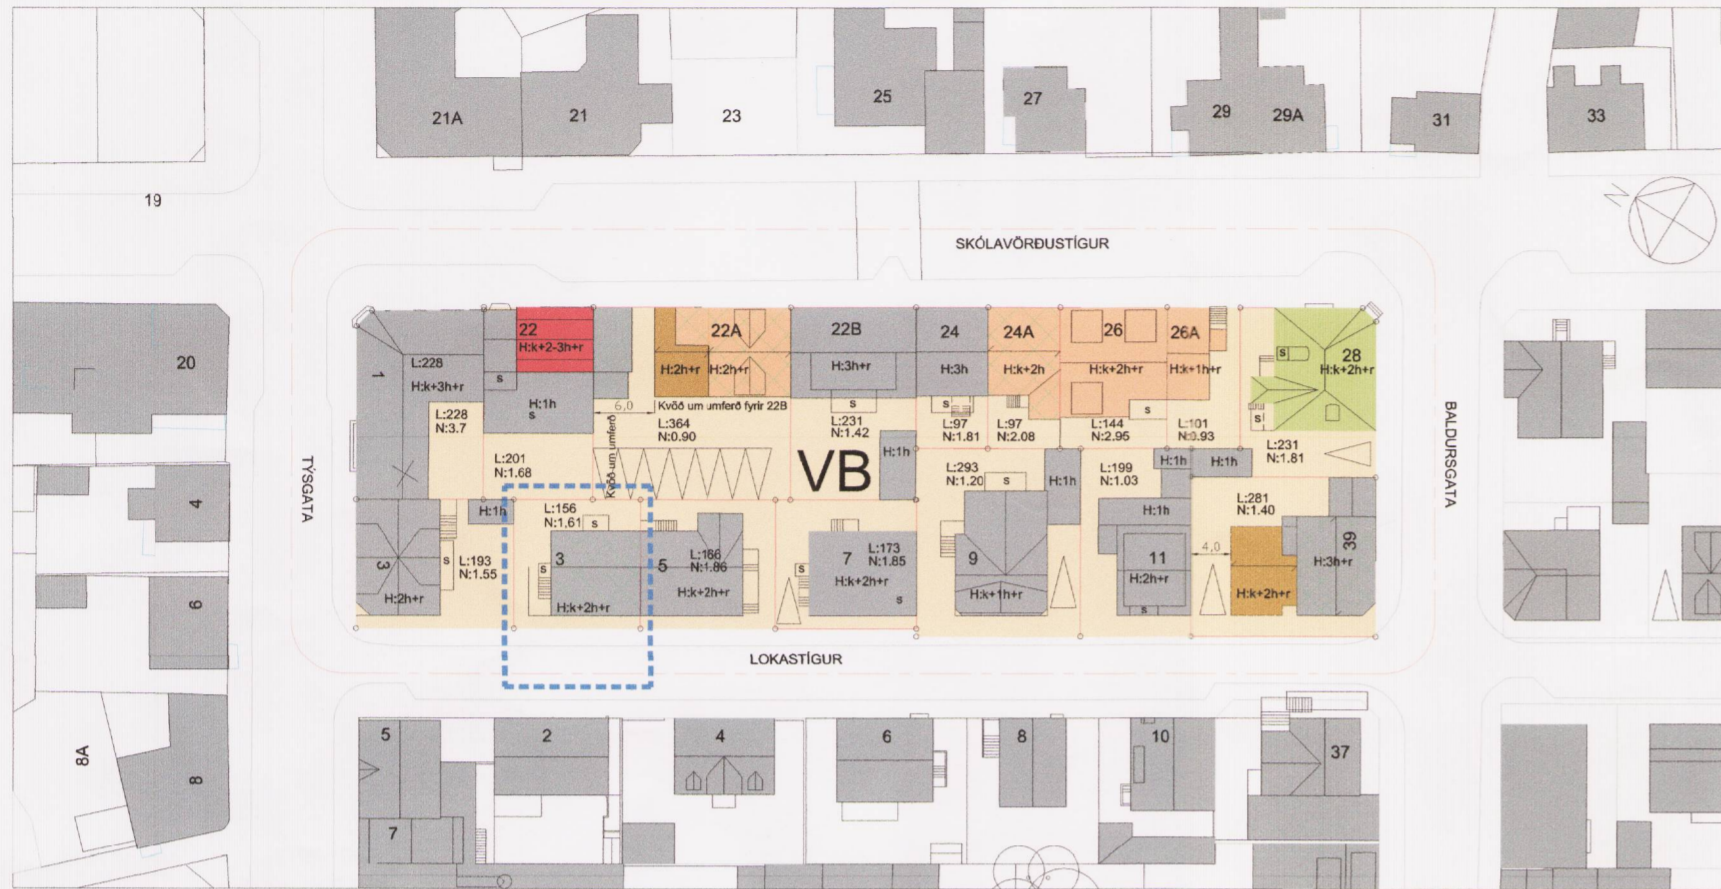 21A
21
23
25
27
29
29A
31
33
19
N
SKÓLAVÖRÐUSTÍGUR
20
1
L:228
H:k+3h+r
L:228
N:3.7
22
H:k+2-3h+r
s
H:1h
s
22A
H:2h+r
H:2h+r
22B
H:3h+r
24
H:3h
24A
H:k+2h
26
H:k+2h+r
26A
H:k+1h+r
s
28
H:k+2h+r
6,0
Kvöð um umferð fyrir 22B
Kvöð um umferð
L:364
N:0.90
s
L:231
N:1.42
s
L:97
N:1.81
L:97
N:2.08
s
L:144
N:2.95
L:101
N:0.93
s
L:231
N:1.81
L:201
N:1.68
VB
H:1h
L:293
N:1.20
s
H:1h
L:199
N:1.03
H:1h
H:1h
L:281
N:1.40
TÝSGATA
BALDURSGATA
4
H:1h
L:156
N:1,61
s
3
H:2h+r
s
L:193
N:1.55
3
s
H:k+2h+r
5
L:166
N:1.86
H:k+2h+r
7
L:173
N:1.85
s
H:k+2h+r
s
9
H:k+1h+r
H:1h
11
H:2h+r
s
4,0
H:k+2h+r
39
H:3h+r
6
LOKASTÍGUR
8A
8
5
7
2
4
6
8
10
37